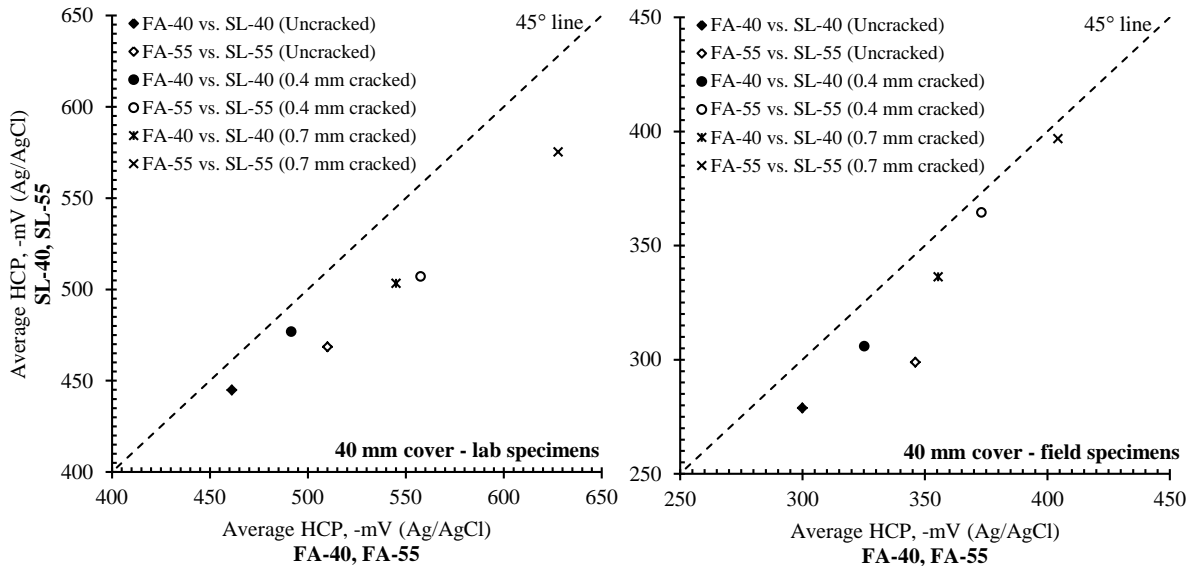 650
600
550
500
450
400
Average HCP, -mV (Ag/AgCl)
SL-40, SL-55
FA-40 vs. SL-40 (Uncracked)
FA-55 vs. SL-55 (Uncracked)
FA-40 vs. SL-40 (0.4 mm cracked)
FA-55 vs. SL-55 (0.4 mm cracked)
FA-40 vs. SL-40 (0.7 mm cracked)
FA-55 vs. SL-55 (0.7 mm cracked)
45° line
40 mm cover - lab specimens
400 450 500 550 600 650
Average HCP, -mV (Ag/AgCl)
FA-40, FA-55
450
400
350
300
250
FA-40 vs. SL-40 (Uncracked)
FA-55 vs. SL-55 (Uncracked)
FA-40 vs. SL-40 (0.4 mm cracked)
FA-55 vs. SL-55 (0.4 mm cracked)
FA-40 vs. SL-40 (0.7 mm cracked)
FA-55 vs. SL-55 (0.7 mm cracked)
45° line
40 mm cover - field specimens
250 300 350 400 450
Average HCP, -mV (Ag/AgCl)
FA-40, FA-55